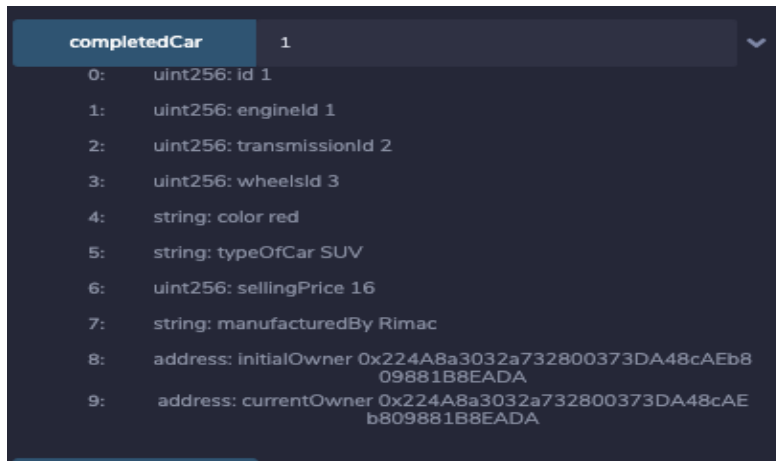 completedCar 1
0: uint256: id 1
1: uint256: engineId 1
2: uint256: transmissionId 2
3: uint256: wheelsId 3
4: string: color red
5: string: typeOfCar SUV
6: uint256: sellingPrice 16
7: string: manufacturedBy Rimac
8: address: initialOwner 0x224A8a3032a732800373DA48cAEb8
09881B8EADA
9: address: currentOwner 0x224A8a3032a732800373DA48cAE
b809881B8EADA